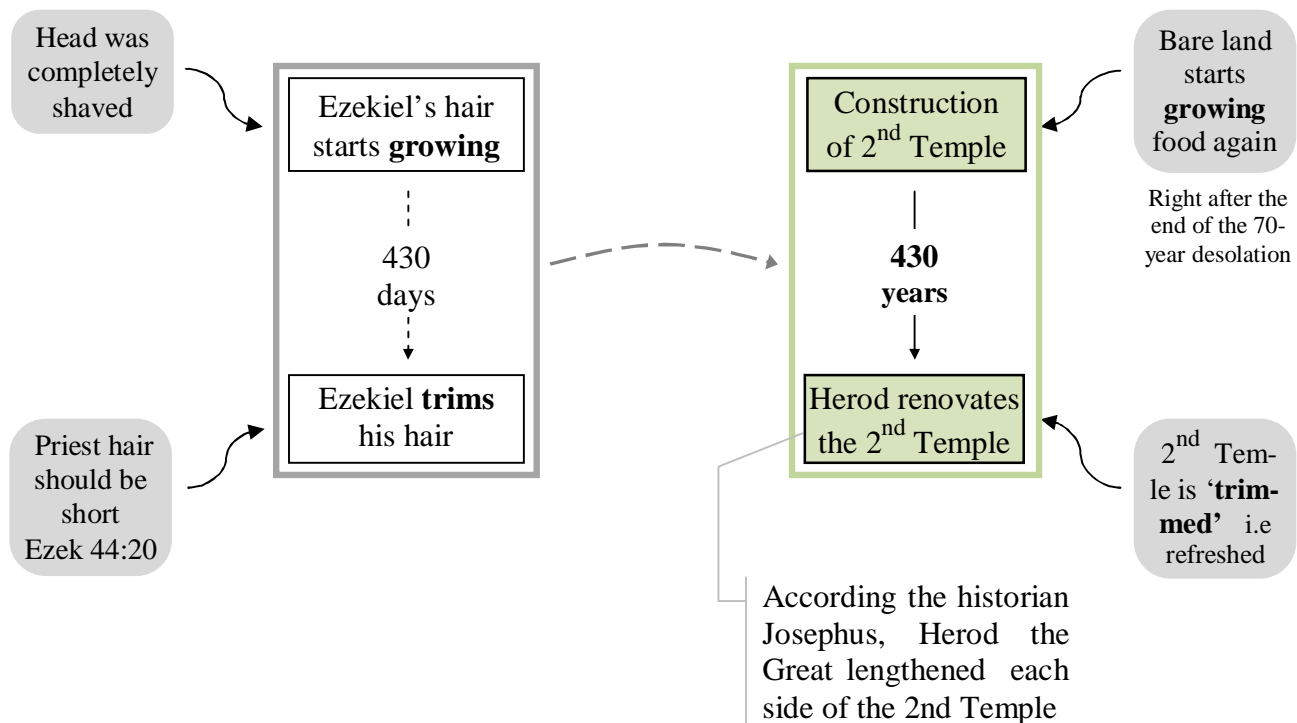 Head was
completely
shaved
Ezekiel’s hair
starts growing
430
days
Ezekiel trims
his hair
Priest hair
should be
short
Ezek 44:20
Construction
of 2nd Temple
430
years
Herod renovates
the 2nd Temple
Bare land
starts
growing
food again
Right after the
end of the 70-
year desolation
2nd Tem-
le is ‘trim-
med’ i.e
refreshed
According the historian
Josephus, Herod the
Great lengthened each
side of the 2nd Temple